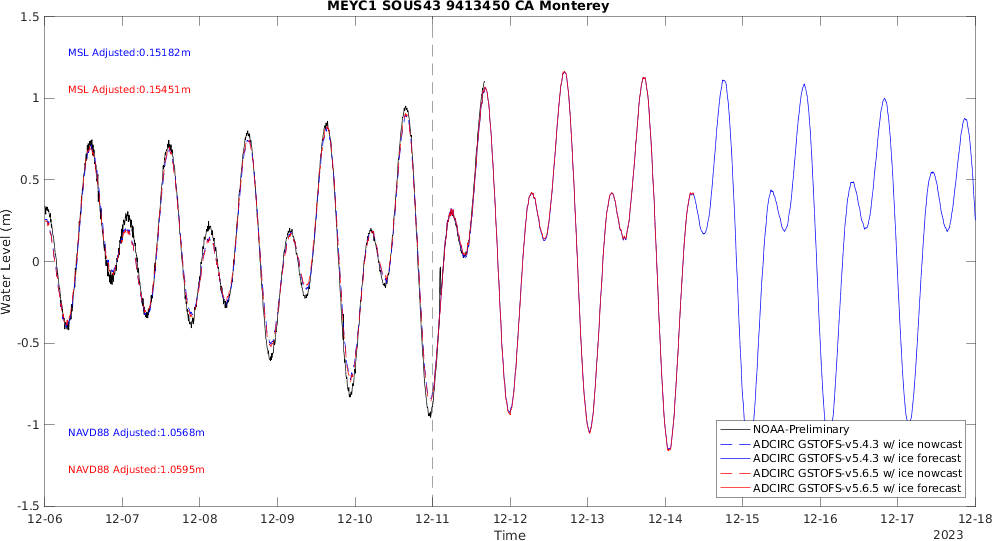 MEYC1 SOUS43 9413450 CA Monterey
1.5
1
0.5
0
-0.5
-1
-1.5
Water Level (m)
MSL Adjusted:0.15182m
MSL Adjusted:0.15451m
NAVD88 Adjusted:1.0568m
NAVD88 Adjusted:1.0595m
NOAA-Preliminary
ADCIRC GSTOFS-v5.4.3 w/ ice nowcast
ADCIRC GSTOFS-v5.4.3 w/ ice forecast
ADCIRC GSTOFS-v5.6.5 w/ ice nowcast
ADCIRC GSTOFS-v5.6.5 w/ ice forecast
12-06 12-07 12-08 12-09 12-10 12-11 12-12 12-13 12-14 12-15 12-16 12-17 12-18
Time
2023